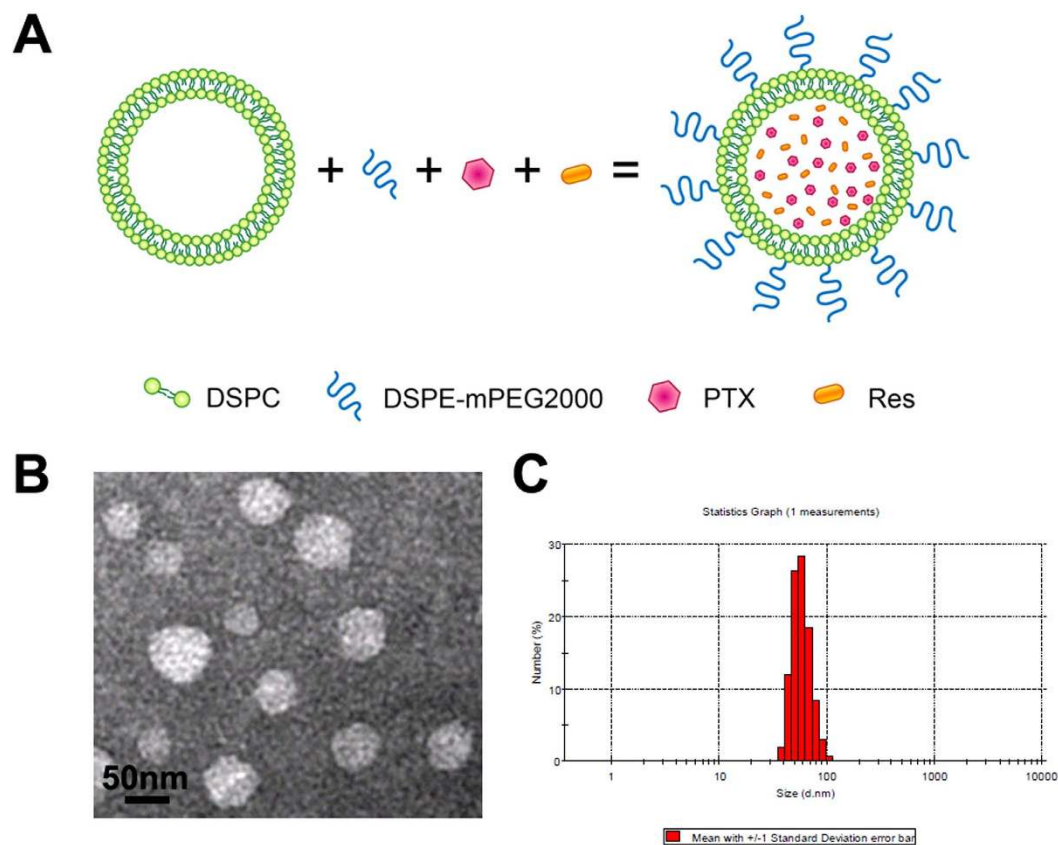 A
+ + + =
DSPC DSPE-mPEG2000 PTX Res
B
50nm
C
Statistics Graph (1 measurements)
30
20
10
0
Number (%)
1 10 100 1000 10000
Size (d.nm)
Mean with +/-1 Standard Deviation error bar